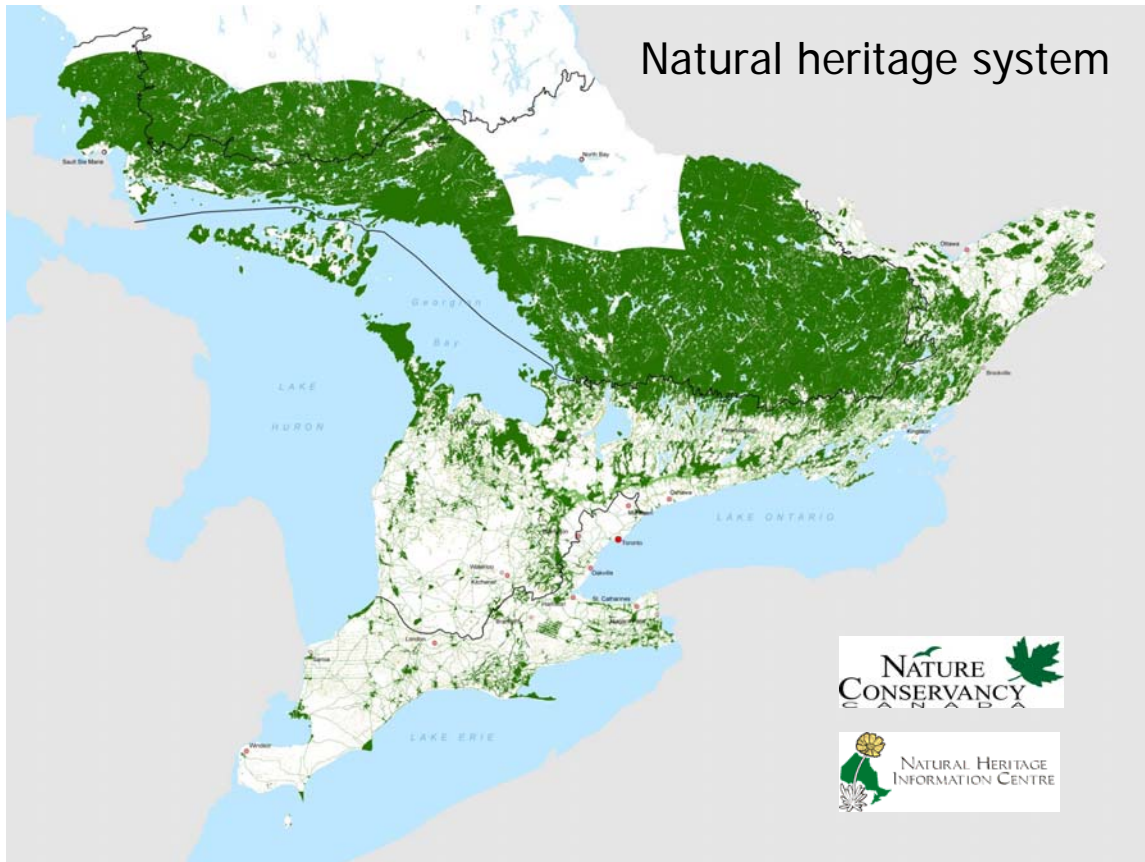 Natural heritage system
Sault Ste Marie
North Bay
Ottawa
Georgian
Bay
Brockville
LAKE
HURON
Kingston
Oshawa
LAKE ONTARIO
Toronto
Waterloo
Kitchener
Oakville
St. Catharines
London
Sarnia
Windsor
LAKE ERIE
NATURE
CONSERVANCY
CANADA
NATURAL HERITAGE
INFORMATION CENTRE